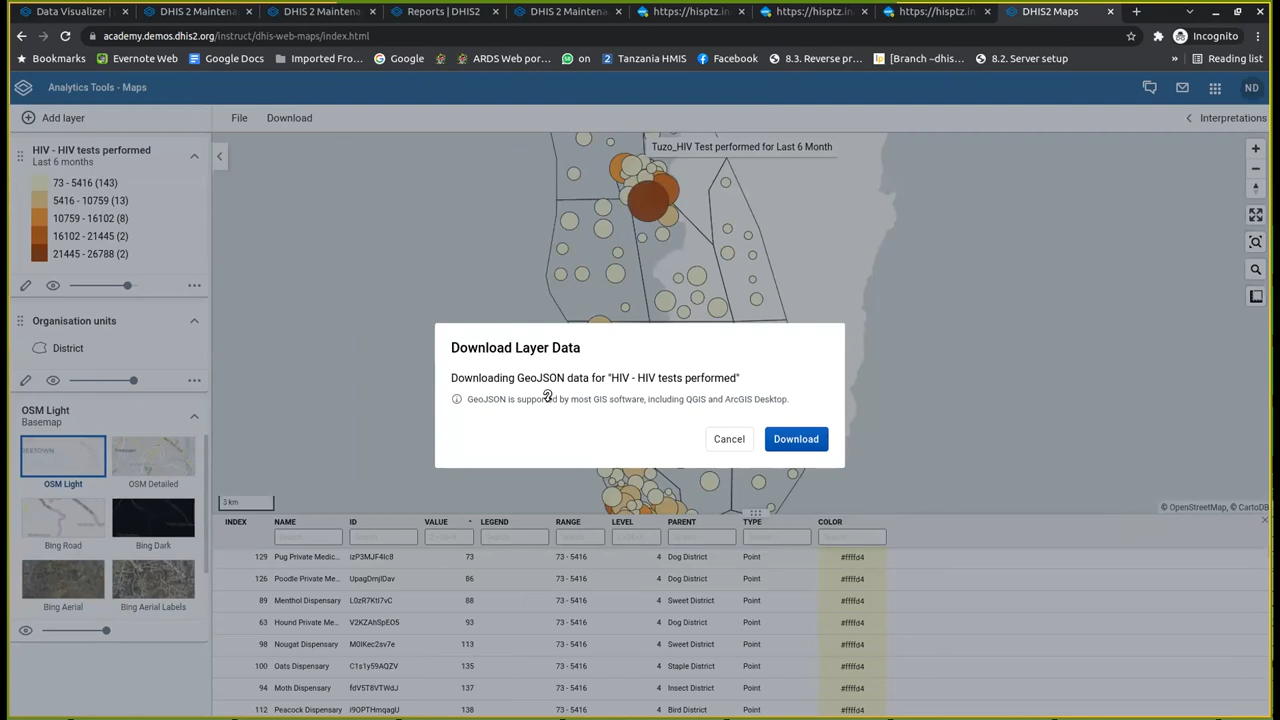 Data Visualizer
DHIS 2 Maintena
DHIS 2 Maintena
Reports | DHIS2
DHIS 2 Maintena
https://hisptz.in
https://hisptz.in
https://hisptz.in
DHIS2 Maps
academy.demos.dhis2.org/instruct/dhis-web-maps/index.html
Incognito
Bookmarks
Evernote Web
Google Docs
Imported Fro...
Google
ARDS Web por...
on
Tanzania HMIS
Facebook
8.3. Reverse pr...
[Branch ~dhis...
8.2. Server setup
Reading list
Analytics Tools - Maps
ND
Add layer
File
Download
Interpretations
HIV - HIV tests performed
Last 6 months
73 - 5416 (143)
5416 - 10759 (13)
10759 - 16102 (8)
16102 - 21445 (2)
21445 - 26788 (2)
Tuzo_HIV Test performed for Last 6 Month
Organisation units
District
OSM Light
Basemap
OSM Light
OSM Detailed
Bing Road
Bing Dark
Bing Aerial
Bing Aerial Labels
Download Layer Data
Downloading GeoJSON data for "HIV - HIV tests performed"
GeoJSON is supported by most GIS software, including QGIS and ArcGIS Desktop.
Cancel
Download
3 km
© OpenStreetMap, © CartoDB
INDEX NAME ID VALUE LEGEND RANGE LEVEL PARENT TYPE COLOR
Search Search Search Search Search Search Search
129 Pug Private Medic... izP3MJF4Ic8 73 73 - 5416 4 Dog District Point #ffffd4
126 Poodle Private Me... UpagDmjIDav 86 73 - 5416 4 Dog District Point #ffffd4
89 Menthol Dispensary L0zR7KtI7vC 88 73 - 5416 4 Sweet District Point #ffffd4
63 Hound Private Me... V2KZAhSpEO5 93 73 - 5416 4 Dog District Point #ffffd4
98 Nougat Dispensary M0IKec2sv7e 113 73 - 5416 4 Sweet District Point #ffffd4
100 Oats Dispensary C1s1y59AQZV 135 73 - 5416 4 Staple District Point #ffffd4
94 Moth Dispensary fdV5T8VTWdJ 137 73 - 5416 4 Insect District Point #ffffd4
112 Peacock Dispensary i9OPTHmqagU 138 73 - 5416 4 Bird District Point #ffffd4